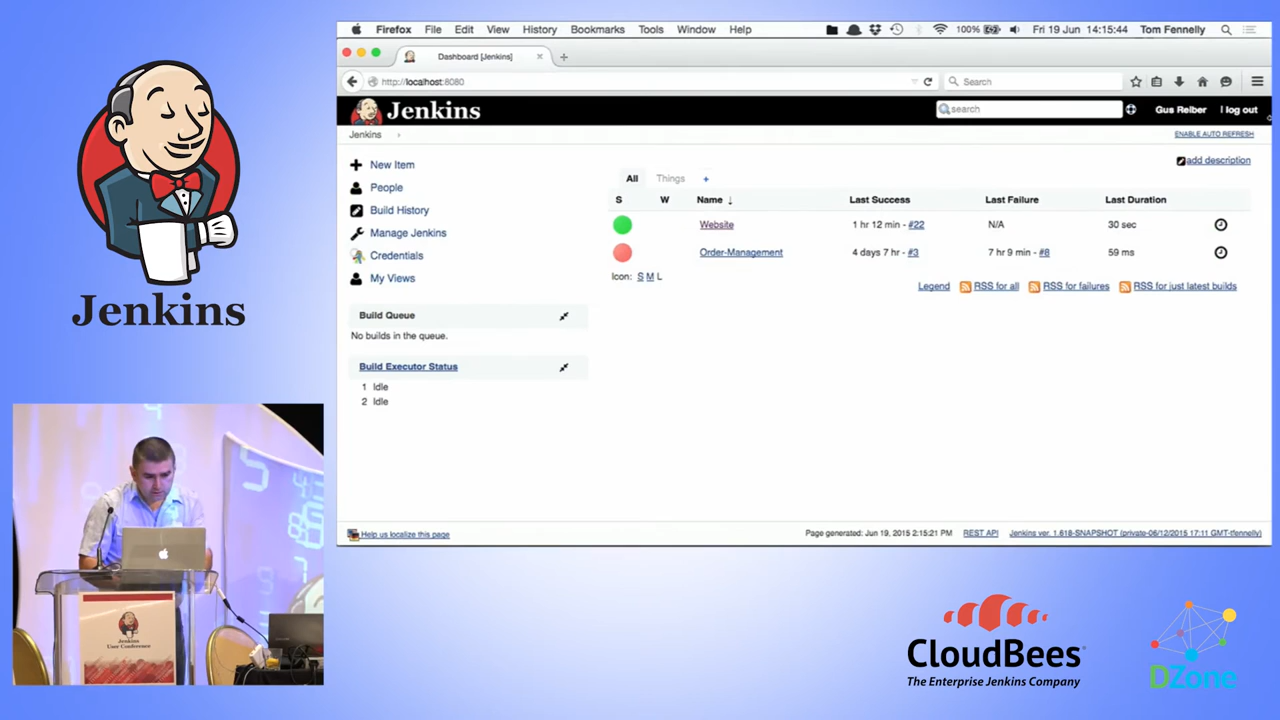 Jenkins
Firefox File Edit View History Bookmarks Tools Window Help 100% Fri 19 Jun 14:15:44 Tom Fennelly
Dashboard [Jenkins]
http://localhost:8080 Search
Jenkins search Gus Reiber | log out
Jenkins ENABLE AUTO REFRESH
add description
New Item
People
Build History
Manage Jenkins
Credentials
My Views
Build Queue
No builds in the queue.
Build Executor Status
1 Idle
2 Idle
All Things +
S W Name ↓ Last Success Last Failure Last Duration
Website 1 hr 12 min - #22 N/A 30 sec
Order-Management 4 days 7 hr - #3 7 hr 9 min - #8 59 ms
Icon: S M L
Legend RSS for all RSS for failures RSS for just latest builds
Help us localize this page Page generated: Jun 19, 2015 2:15:21 PM REST API Jenkins ver. 1.618-SNAPSHOT (private-06/12/2015 17:11 GMT-tfennelly)
Jenkins
User Conference
CloudBees
The Enterprise Jenkins Company
DZone